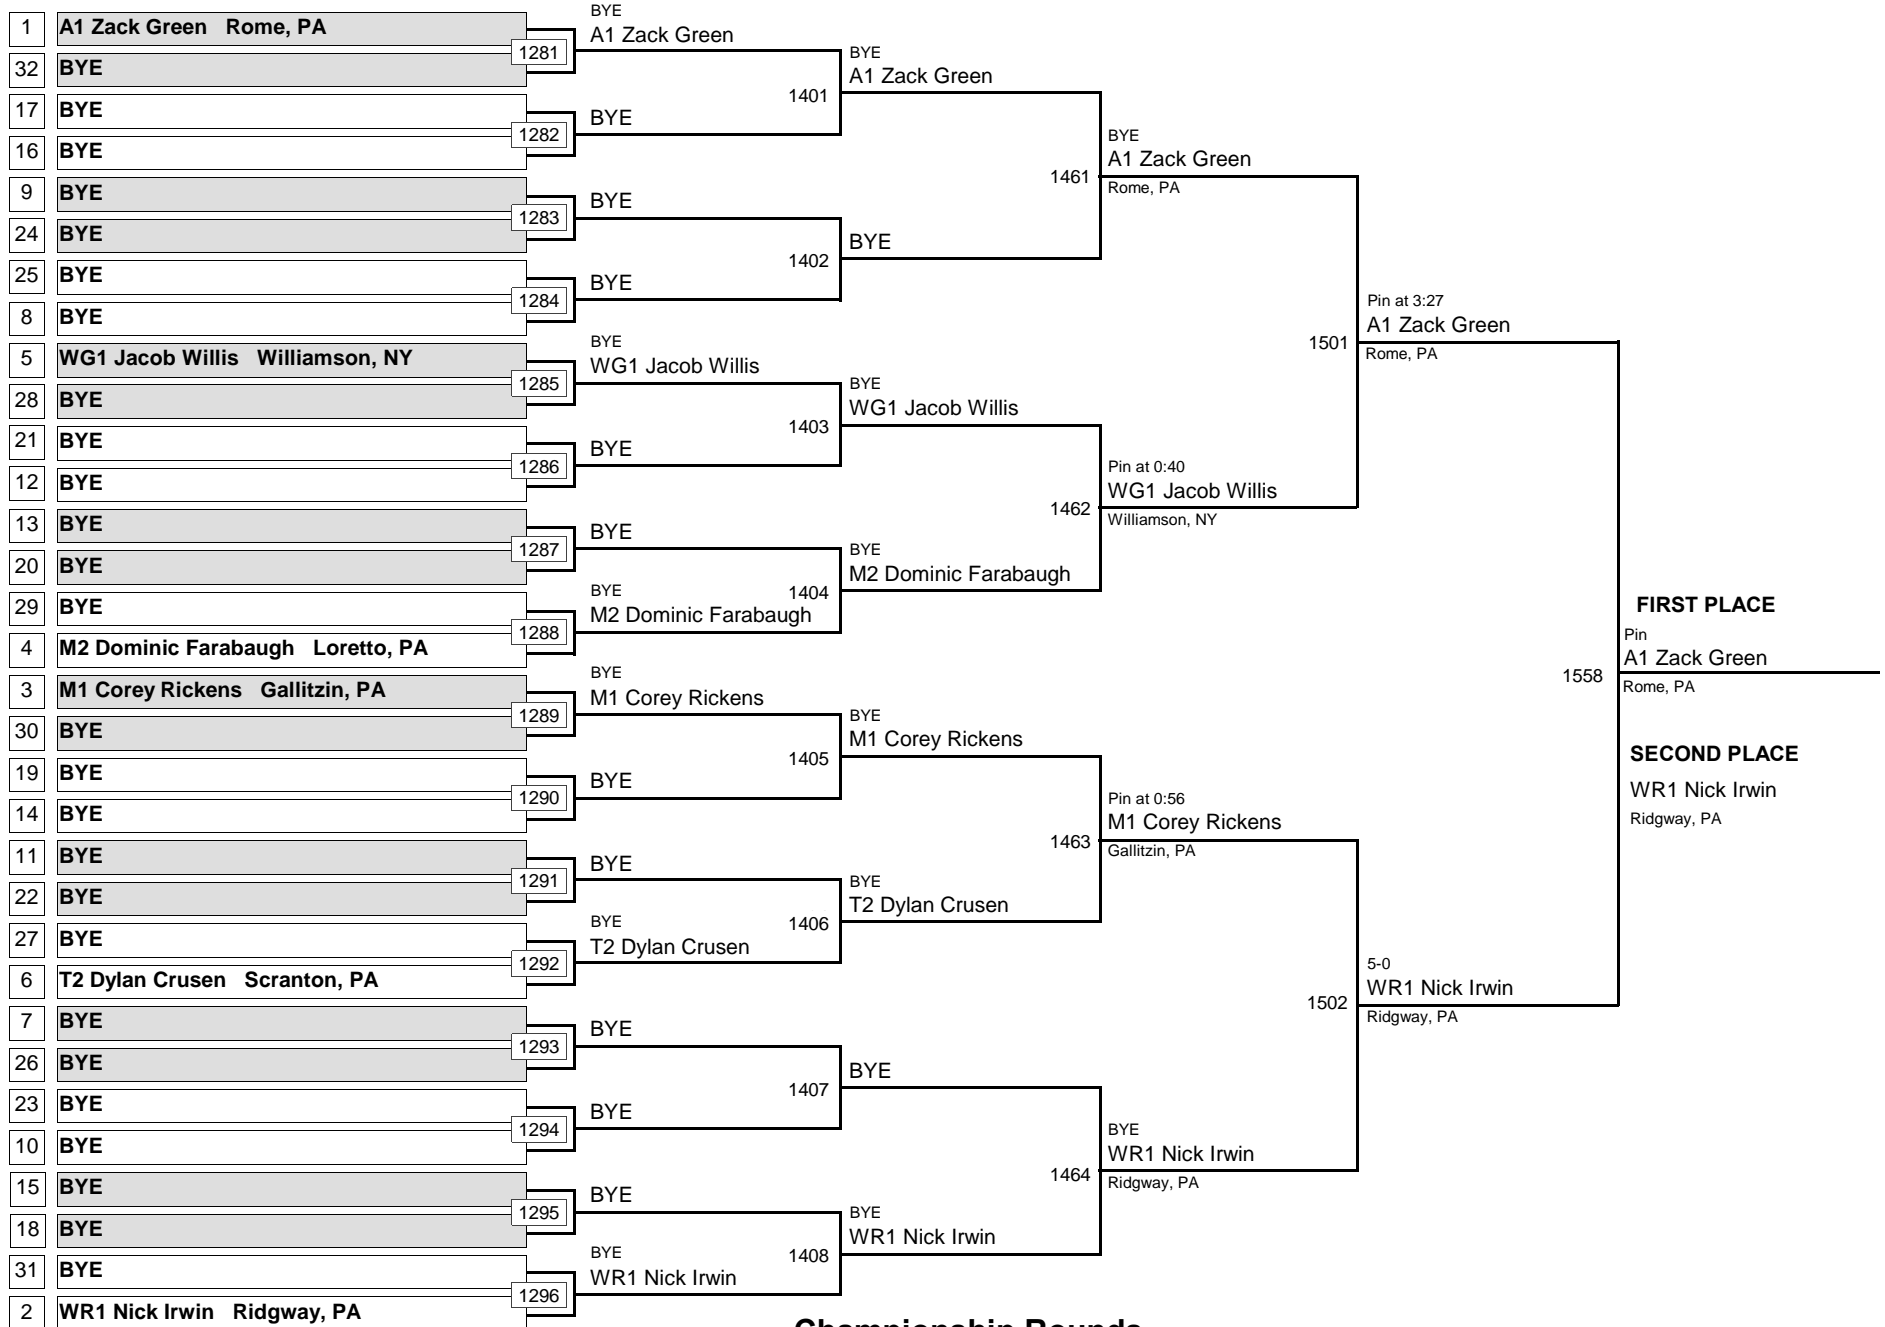 1 A1 Zack Green Rome, PA
32 BYE
17 BYE
16 BYE
9 BYE
24 BYE
25 BYE
8 BYE
5 WG1 Jacob Willis Williamson, NY
28 BYE
21 BYE
12 BYE
13 BYE
20 BYE
29 BYE
4 M2 Dominic Farabaugh Loretto, PA
3 M1 Corey Rickens Gallitzin, PA
30 BYE
19 BYE
14 BYE
11 BYE
22 BYE
27 BYE
6 T2 Dylan Crusen Scranton, PA
7 BYE
26 BYE
23 BYE
10 BYE
15 BYE
18 BYE
31 BYE
2 WR1 Nick Irwin Ridgway, PA
1281
1282
1283
1284
1285
1286
1287
1288
1289
1290
1291
1292
1293
1294
1295
1296
BYE
A1 Zack Green
BYE
BYE
BYE
BYE
WG1 Jacob Willis
BYE
BYE
BYE
M2 Dominic Farabaugh
BYE
M1 Corey Rickens
BYE
BYE
BYE
T2 Dylan Crusen
BYE
BYE
BYE
BYE
WR1 Nick Irwin
1401
1402
1403
1404
1405
1406
1407
1408
BYE
A1 Zack Green
BYE
BYE
WG1 Jacob Willis
BYE
M2 Dominic Farabaugh
BYE
M1 Corey Rickens
BYE
T2 Dylan Crusen
BYE
BYE
WR1 Nick Irwin
1461
1462
1463
1464
BYE
A1 Zack Green
Rome, PA
Pin at 0:40
WG1 Jacob Willis
Williamson, NY
Pin at 0:56
M1 Corey Rickens
Gallitzin, PA
BYE
WR1 Nick Irwin
Ridgway, PA
1501
1502
Pin at 3:27
A1 Zack Green
Rome, PA
5-0
WR1 Nick Irwin
Ridgway, PA
1558
FIRST PLACE
Pin
A1 Zack Green
Rome, PA
SECOND PLACE
WR1 Nick Irwin
Ridgway, PA
Championship Rounds